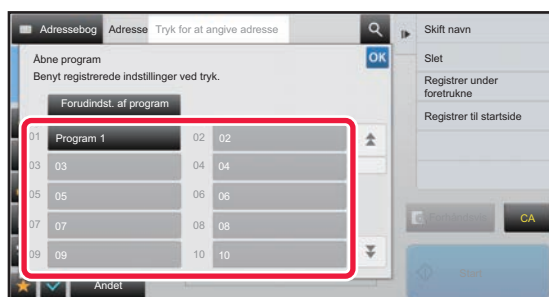 Adressebog Adresse Tryk for at angive adresse
Skift navn
Åbne program OK
Slet
Benyt registrerede indstillinger ved tryk.
Registrer under
foretrukne
Forudindst. af program
Registrer til startside
01 Program 1 02 02
03 03 04 04
05 05 06 06
07 07 08 08
CA
09 09 10 10
Start
Andet